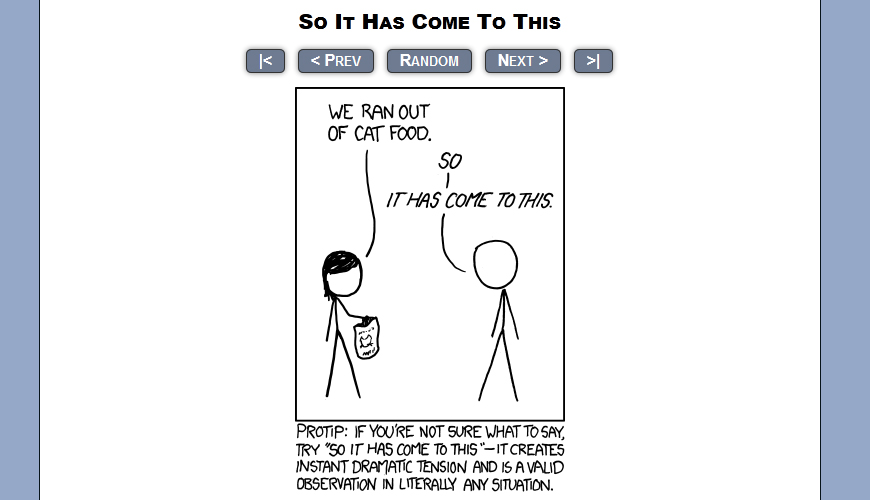 So It Has Come To This
|< < Prev Random Next > >|
WE RAN OUT
OF CAT FOOD.
SO
IT HAS COME TO THIS.
PROTIP: IF YOU'RE NOT SURE WHAT TO SAY,
TRY "SO IT HAS COME TO THIS"—IT CREATES
INSTANT DRAMATIC TENSION AND IS A VALID
OBSERVATION IN LITERALLY ANY SITUATION.